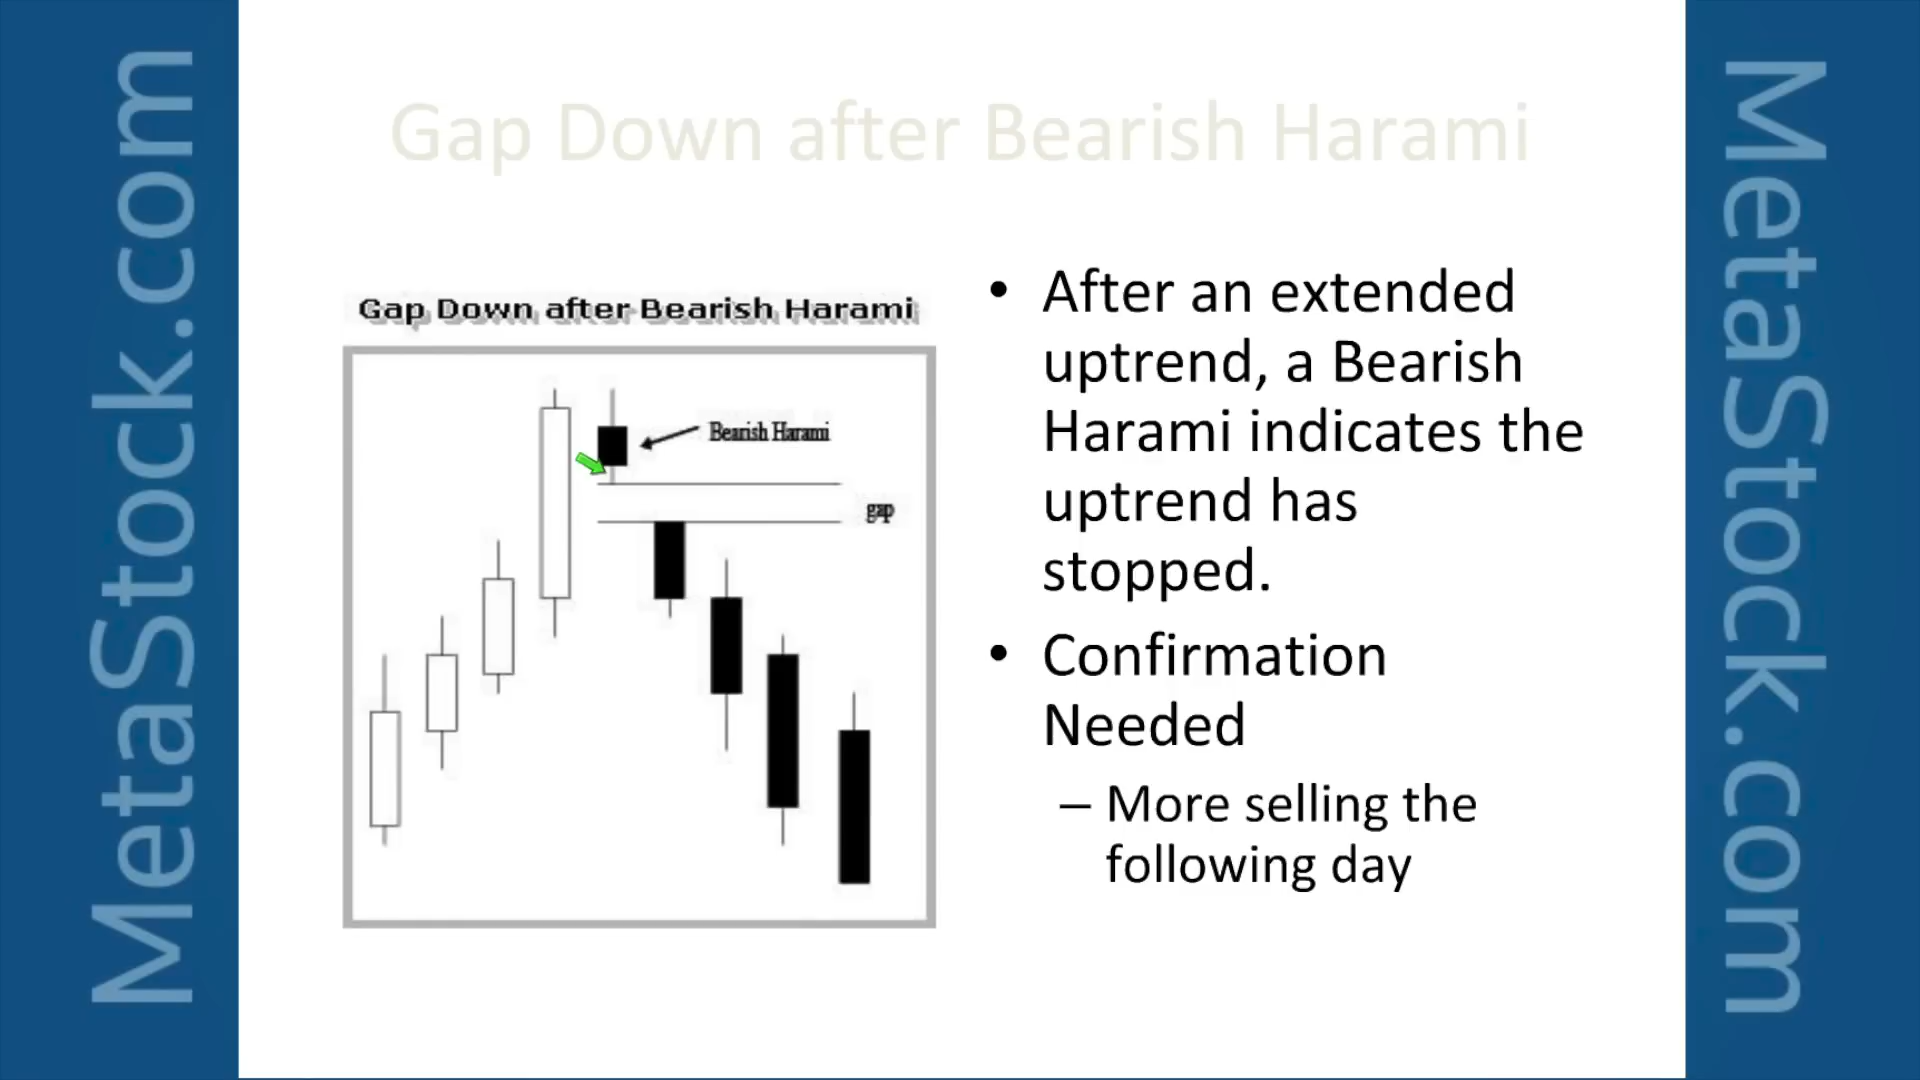 MetaStock.com
Gap Down after Bearish Harami
Gap Down after Bearish Harami
Bearish Harami
gap
• After an extended
uptrend, a Bearish
Harami indicates the
uptrend has
stopped.
• Confirmation
Needed
– More selling the
following day
MetaStock.com